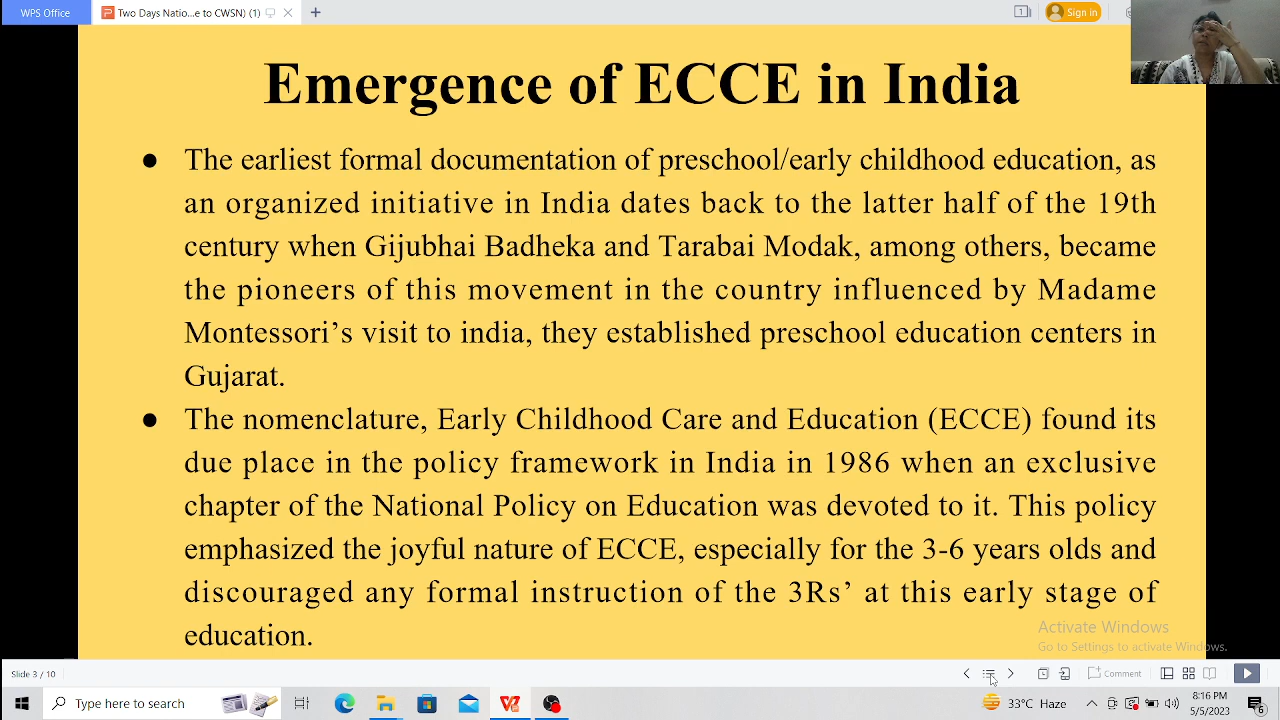 WPS Office
Two Days Natio...e to CWSN) (1)
Sign in
Emergence of ECCE in India
● The earliest formal documentation of preschool/early childhood education, as
an organized initiative in India dates back to the latter half of the 19th
century when Gijubhai Badheka and Tarabai Modak, among others, became
the pioneers of this movement in the country influenced by Madame
Montessori’s visit to india, they established preschool education centers in
Gujarat.
● The nomenclature, Early Childhood Care and Education (ECCE) found its
due place in the policy framework in India in 1986 when an exclusive
chapter of the National Policy on Education was devoted to it. This policy
emphasized the joyful nature of ECCE, especially for the 3-6 years olds and
discouraged any formal instruction of the 3Rs’ at this early stage of
education.
Activate Windows
Go to Settings to activate Windows.
Slide 3 / 10
Comment
Type here to search
33°C Haze
8:16 PM
5/5/2023
6